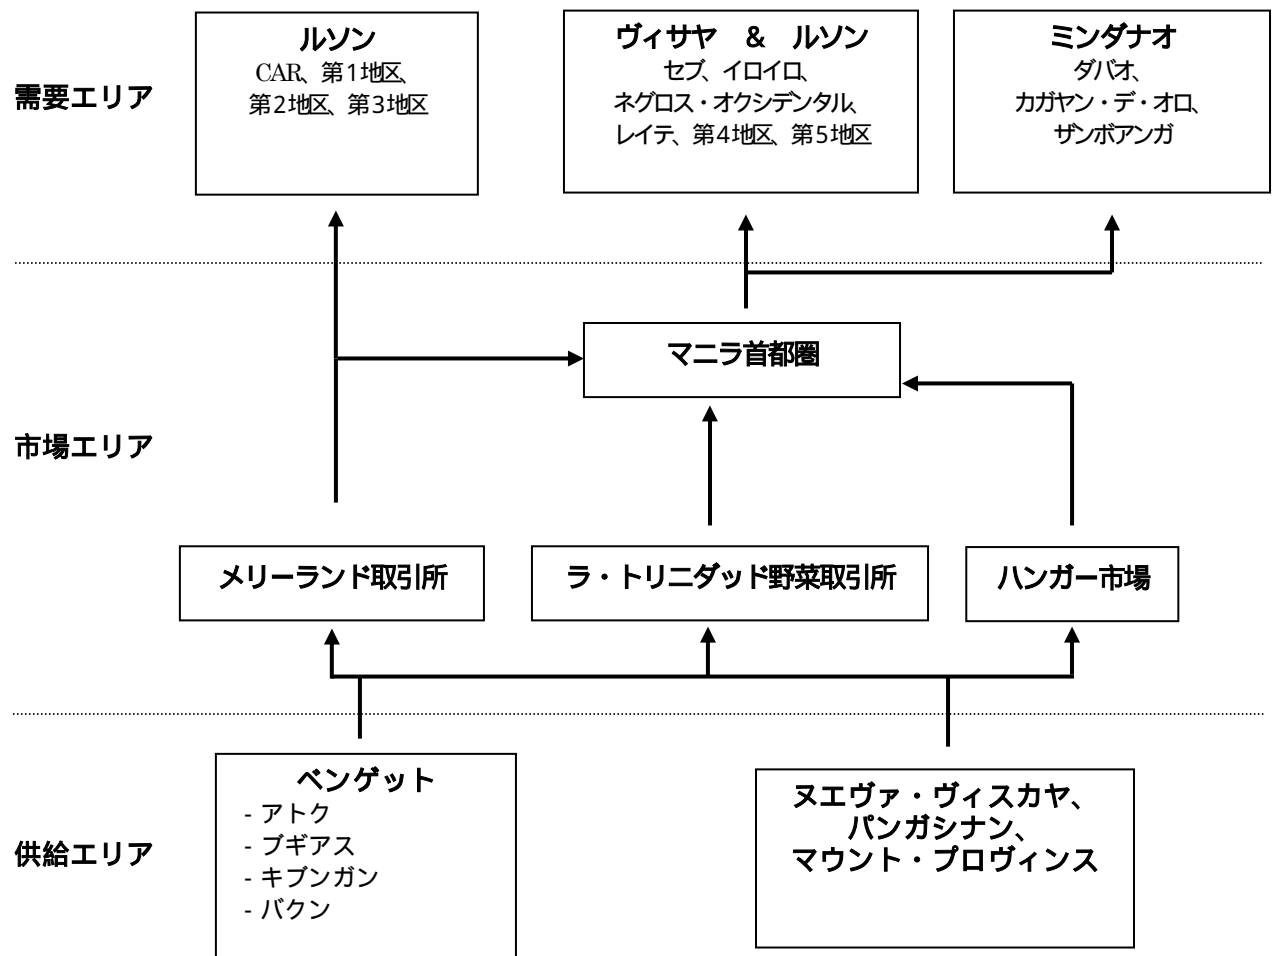 需要エリア
ルソン
CAR、第1地区、
第2地区、第3地区
ヴィサヤ & ルソン
セブ、イロイロ、
ネグロス・オクシデンタル、
レイテ、第4地区、第5地区
ミンダナオ
ダバオ、
カガヤン・デ・オロ、
ザンボアンガ
市場エリア
マニラ首都圏
メリーランド取引所
ラ・トリニダッド野菜取引所
ハンガー市場
供給エリア
ベンゲット
- アトク
- ブギアス
- キブンガン
- バクン
ヌエヴァ・ヴィスカヤ、
パンガシナン、
マウント・プロヴィンス